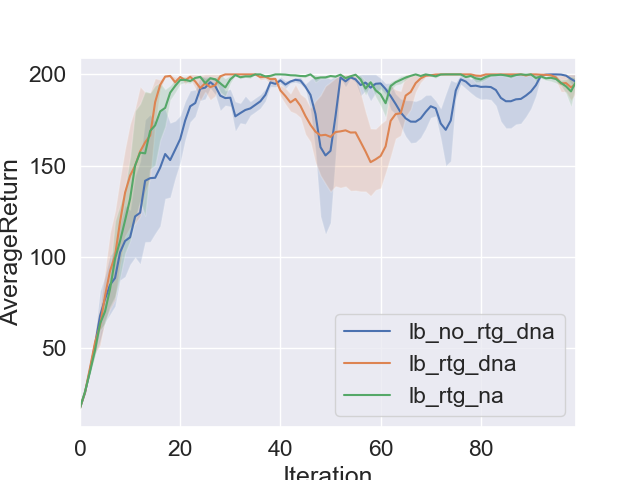 200
150
100
50
AverageReturn
lb_no_rtg_dna
lb_rtg_dna
lb_rtg_na
0 20 40 60 80
Iteration